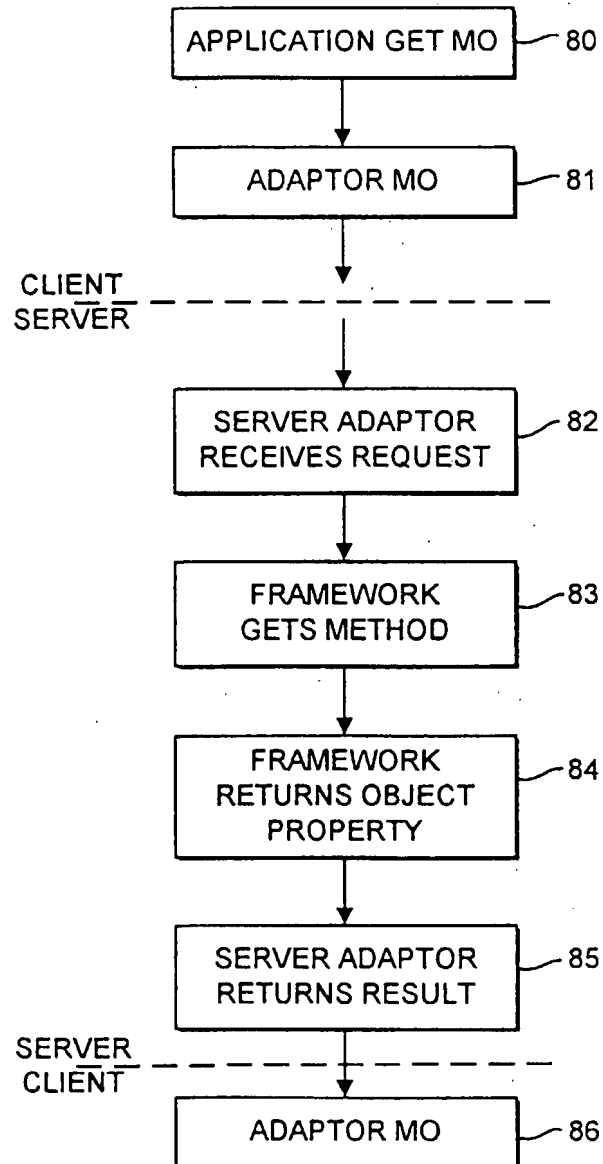 APPLICATION GET MO 80
ADAPTOR MO 81
CLIENT
SERVER
SERVER ADAPTOR
RECEIVES REQUEST 82
FRAMEWORK
GETS METHOD 83
FRAMEWORK
RETURNS OBJECT
PROPERTY 84
SERVER ADAPTOR
RETURNS RESULT 85
SERVER
CLIENT
ADAPTOR MO 86